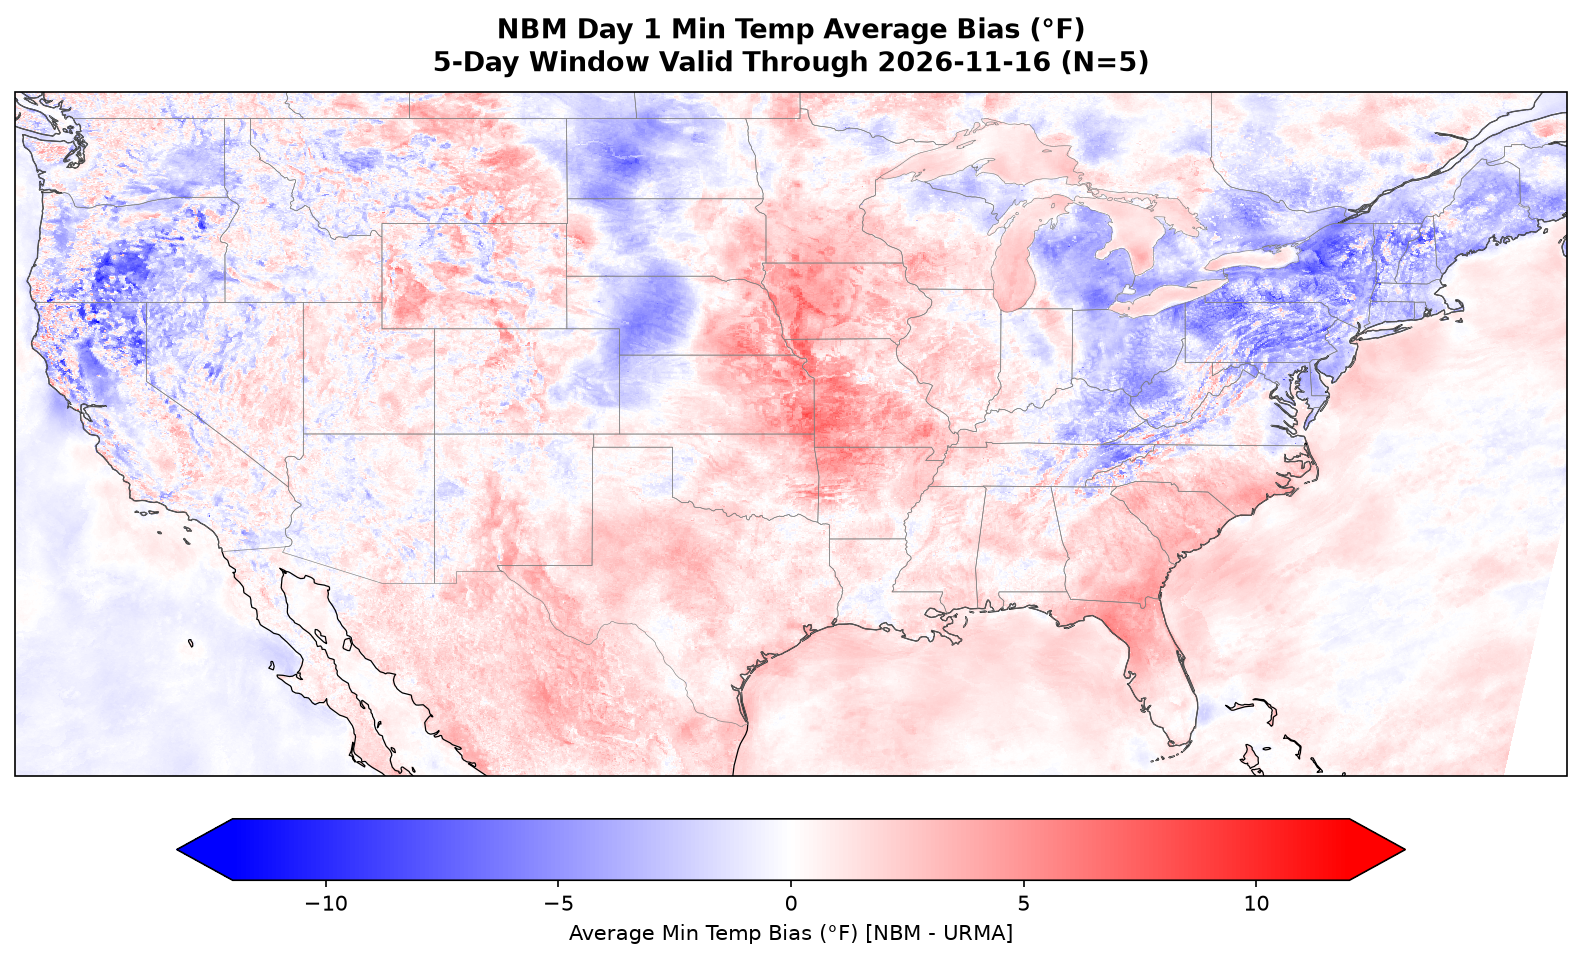 NBM Day 1 Min Temp Average Bias (°F)
5-Day Window Valid Through 2026-11-16 (N=5)
−10 −5 0 5 10
Average Min Temp Bias (°F) [NBM - URMA]